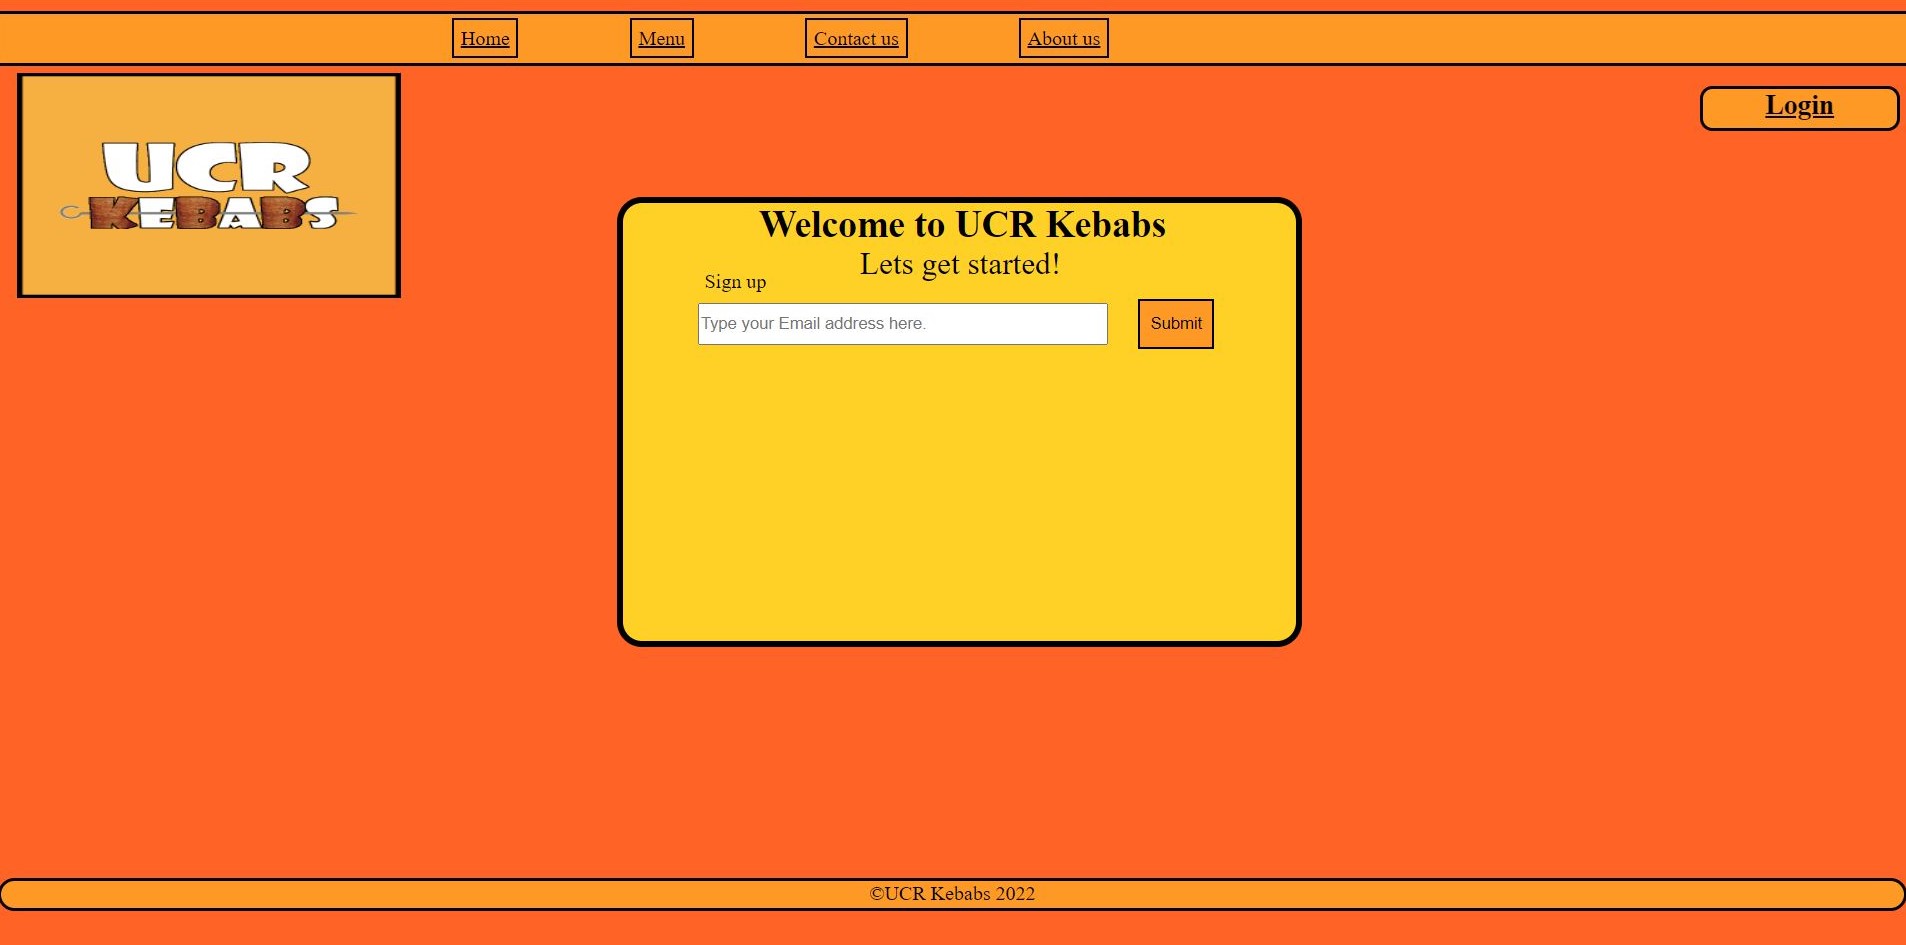 Home Menu Contact us About us
Login
UCR
KEBABS
Welcome to UCR Kebabs
Lets get started!
Sign up
Type your Email address here.
Submit
©UCR Kebabs 2022